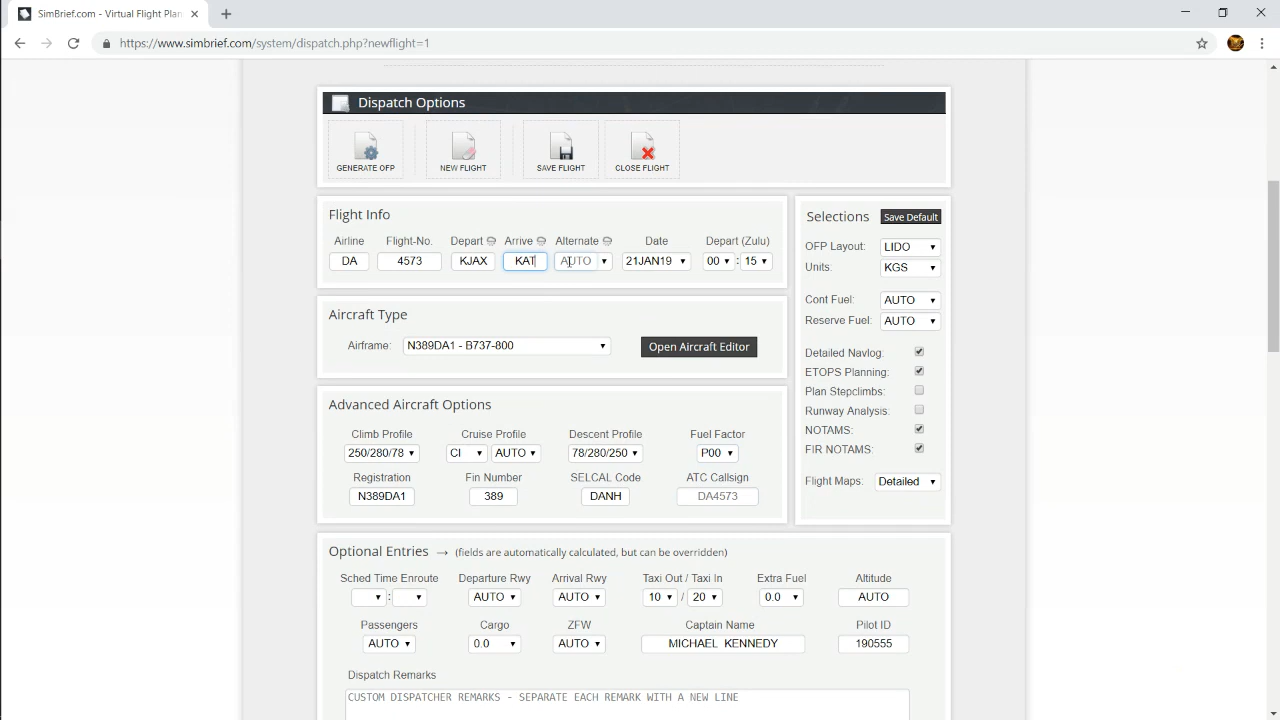 SimBrief.com - Virtual Flight Plan
https://www.simbrief.com/system/dispatch.php?newflight=1
Dispatch Options
GENERATE OFP NEW FLIGHT SAVE FLIGHT CLOSE FLIGHT
Flight Info
Airline Flight-No. Depart Arrive Alternate Date Depart (Zulu)
DA 4573 KJAX KAT AUTO 21JAN19 00 : 15
Aircraft Type
Airframe: N389DA1 - B737-800 Open Aircraft Editor
Advanced Aircraft Options
Climb Profile Cruise Profile Descent Profile Fuel Factor
250/280/78 CI AUTO 78/280/250 P00
Registration Fin Number SELCAL Code ATC Callsign
N389DA1 389 DANH DA4573
Selections Save Default
OFP Layout: LIDO
Units: KGS
Cont Fuel: AUTO
Reserve Fuel: AUTO
Detailed Navlog:
ETOPS Planning:
Plan Stepclimbs:
Runway Analysis:
NOTAMS:
FIR NOTAMS:
Flight Maps: Detailed
Optional Entries → (fields are automatically calculated, but can be overridden)
Sched Time Enroute Departure Rwy Arrival Rwy Taxi Out / Taxi In Extra Fuel Altitude
: AUTO AUTO 10 / 20 0.0 AUTO
Passengers Cargo ZFW Captain Name Pilot ID
AUTO 0.0 AUTO MICHAEL KENNEDY 190555
Dispatch Remarks
CUSTOM DISPATCHER REMARKS - SEPARATE EACH REMARK WITH A NEW LINE